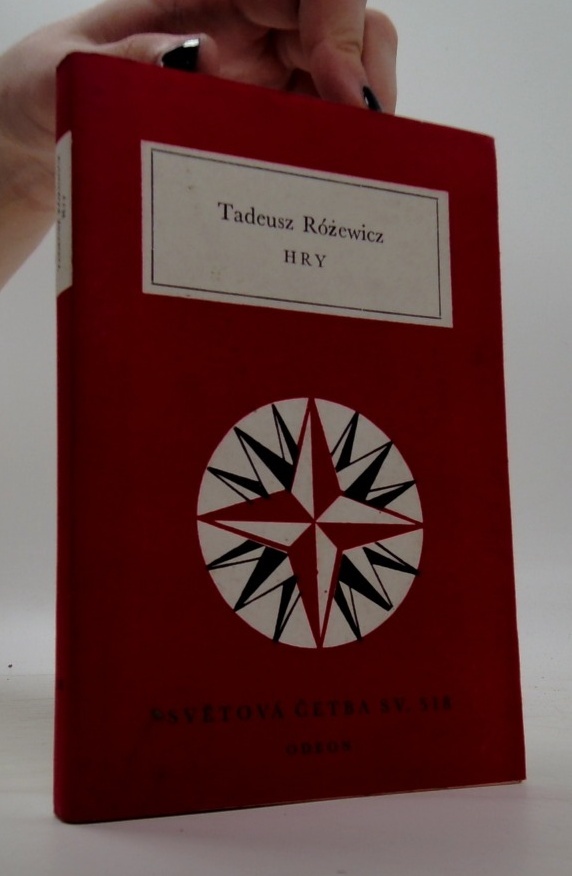 Tadeusz Różewicz
HRY
SVĚTOVÁ ČETBA SV.
ODEON